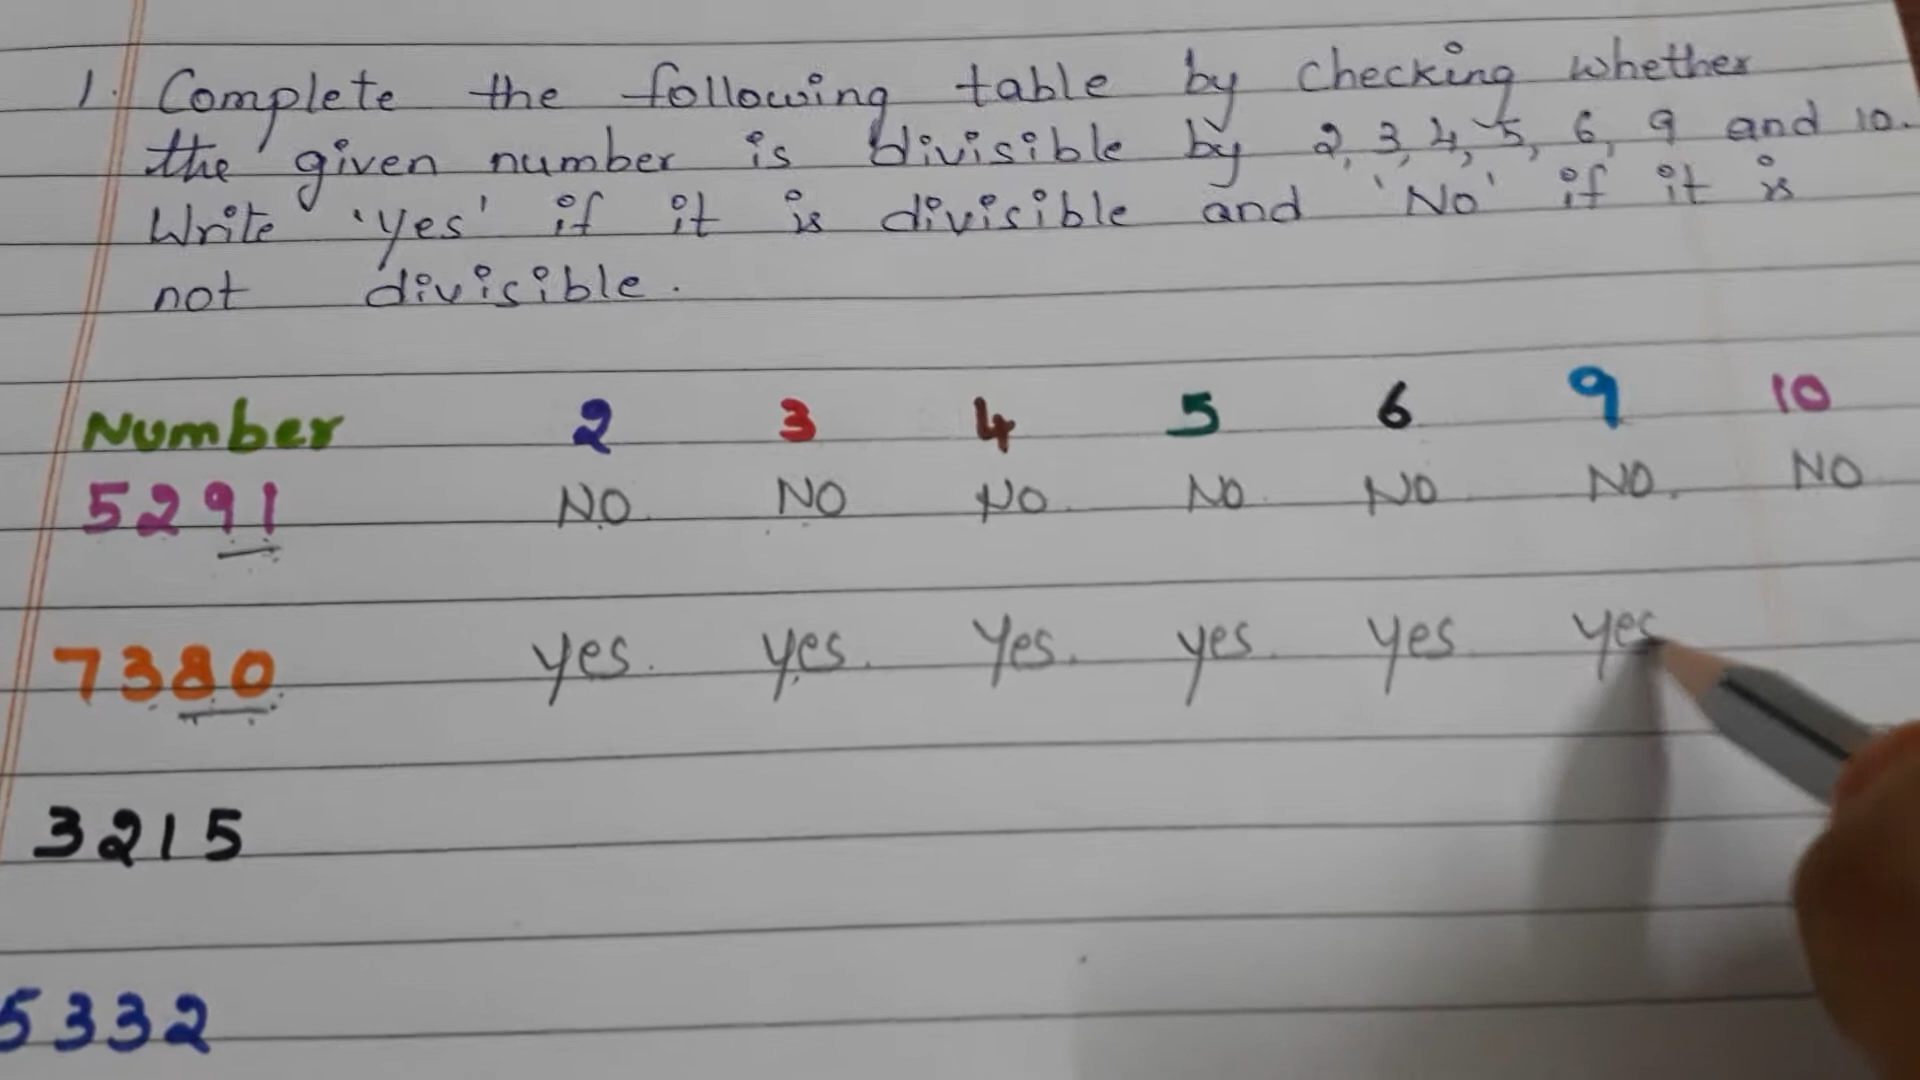 1. Complete the following table by checking whether
the given number is divisible by 2, 3, 4, 5, 6, 9 and 10.
Write 'yes' if it is divisible and 'No' if it is
not divisible.
Number 2 3 4 5 6 9 10
5291 NO. NO NO. NO. NO NO. NO
7380 yes. yes. Yes. yes. yes. yes
3215
5332